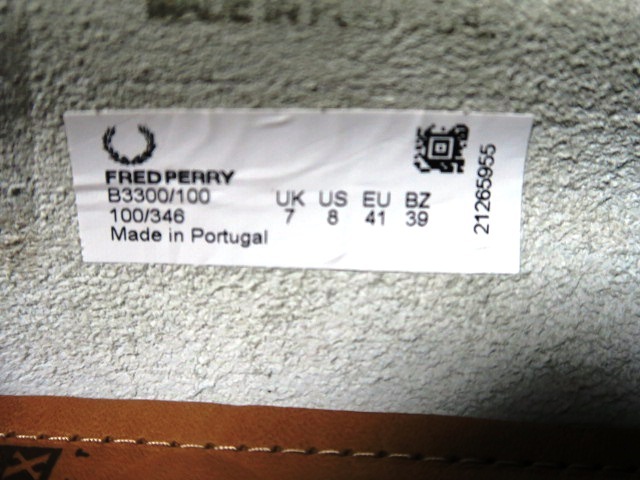 FRED PERRY
B3300/100
100/346
Made in Portugal
UK US EU BZ
7 8 41 39
21265955